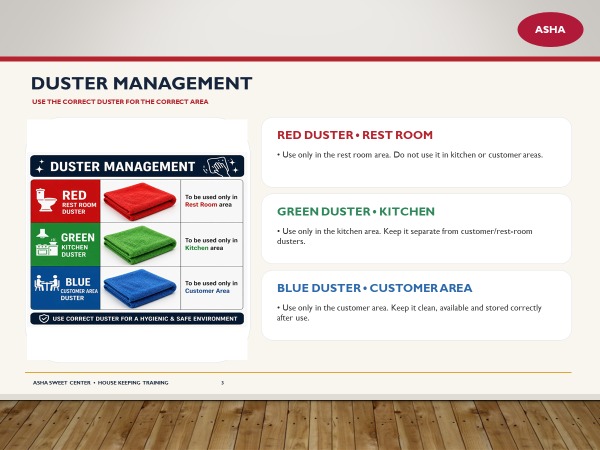 ASHA
DUSTER MANAGEMENT
USE THE CORRECT DUSTER FOR THE CORRECT AREA
DUSTER MANAGEMENT
RED
REST ROOM
DUSTER
To be used only in
Rest Room area
GREEN
KITCHEN
DUSTER
To be used only in
Kitchen area
BLUE
CUSTOMER AREA
DUSTER
To be used only in
Customer Area
USE CORRECT DUSTER FOR A HYGIENIC & SAFE ENVIRONMENT
RED DUSTER • REST ROOM
• Use only in the rest room area. Do not use it in kitchen or customer areas.
GREEN DUSTER • KITCHEN
• Use only in the kitchen area. Keep it separate from customer/rest-room
dusters.
BLUE DUSTER • CUSTOMER AREA
• Use only in the customer area. Keep it clean, available and stored correctly
after use.
ASHA SWEET CENTER • HOUSE KEEPING TRAINING
3